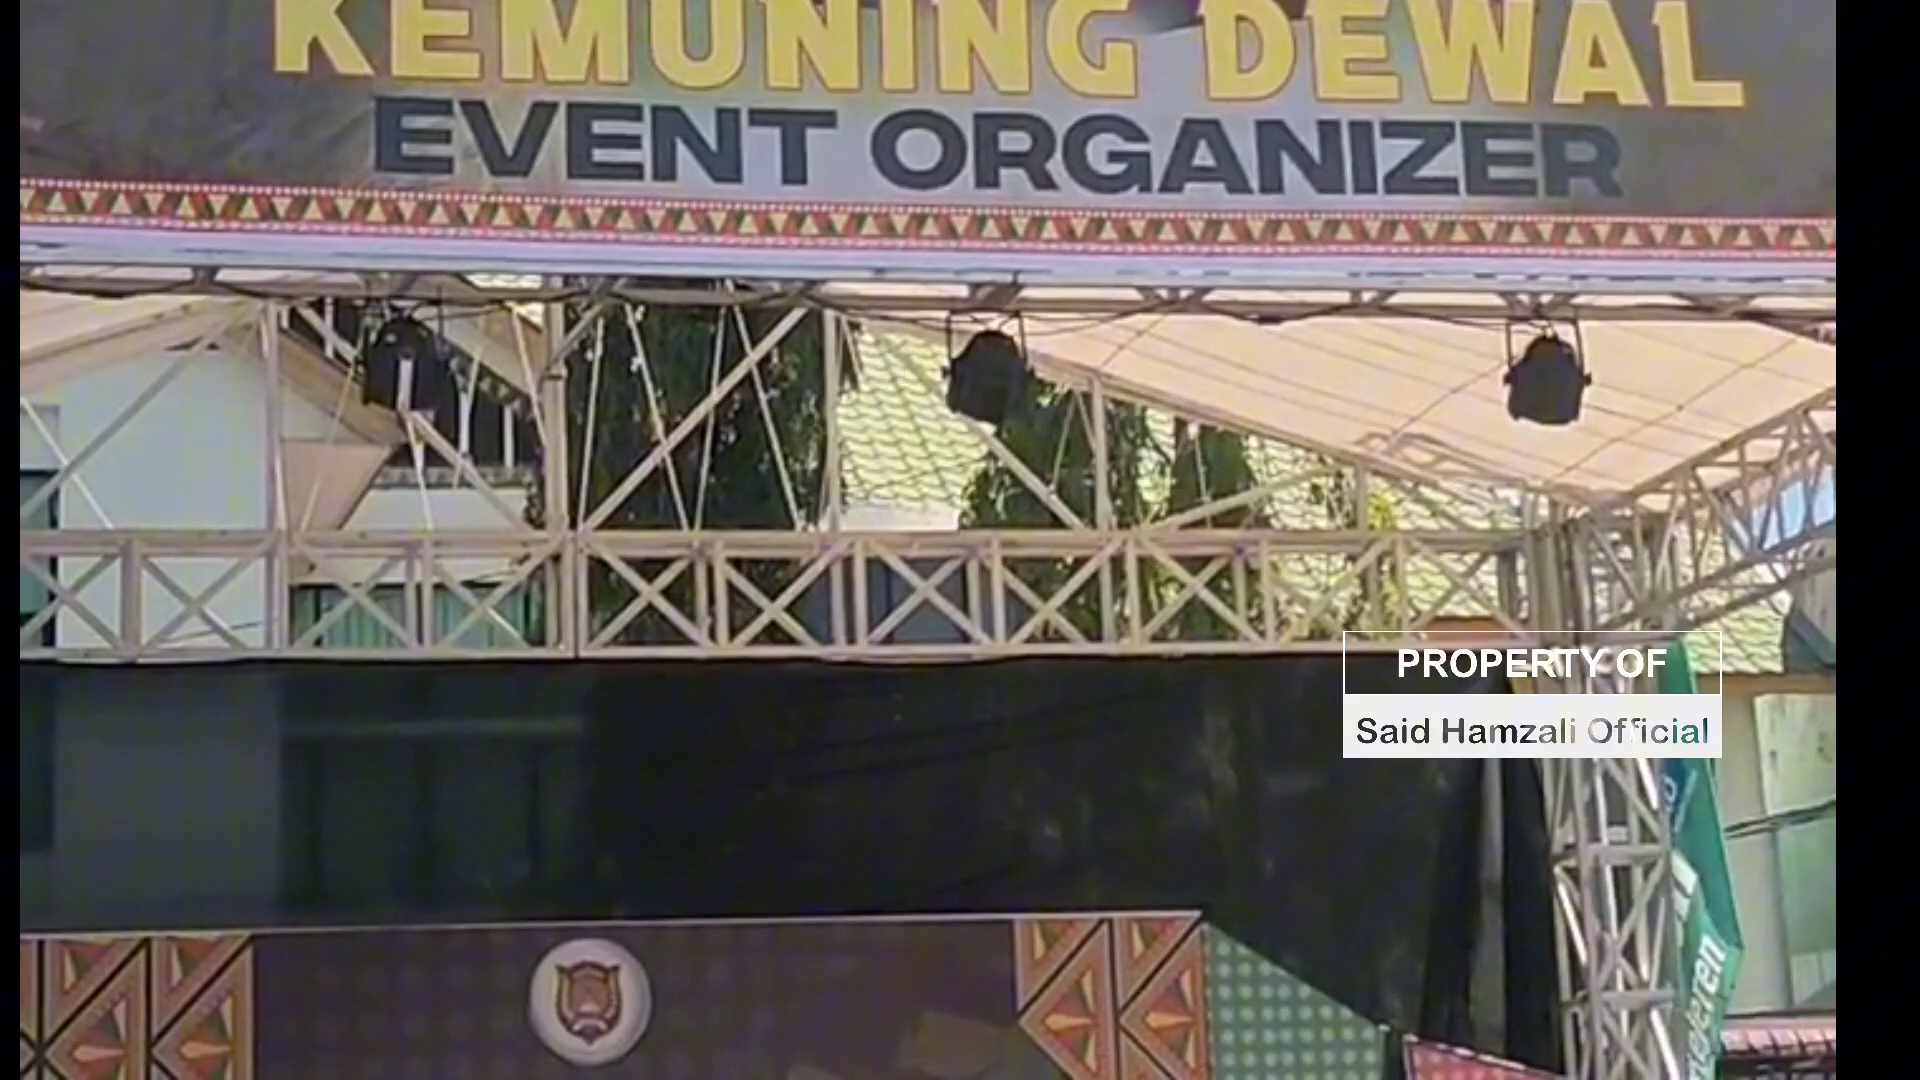 KEMUNING DEWAL
EVENT ORGANIZER
PROPERTY OF
Said Hamzali Official